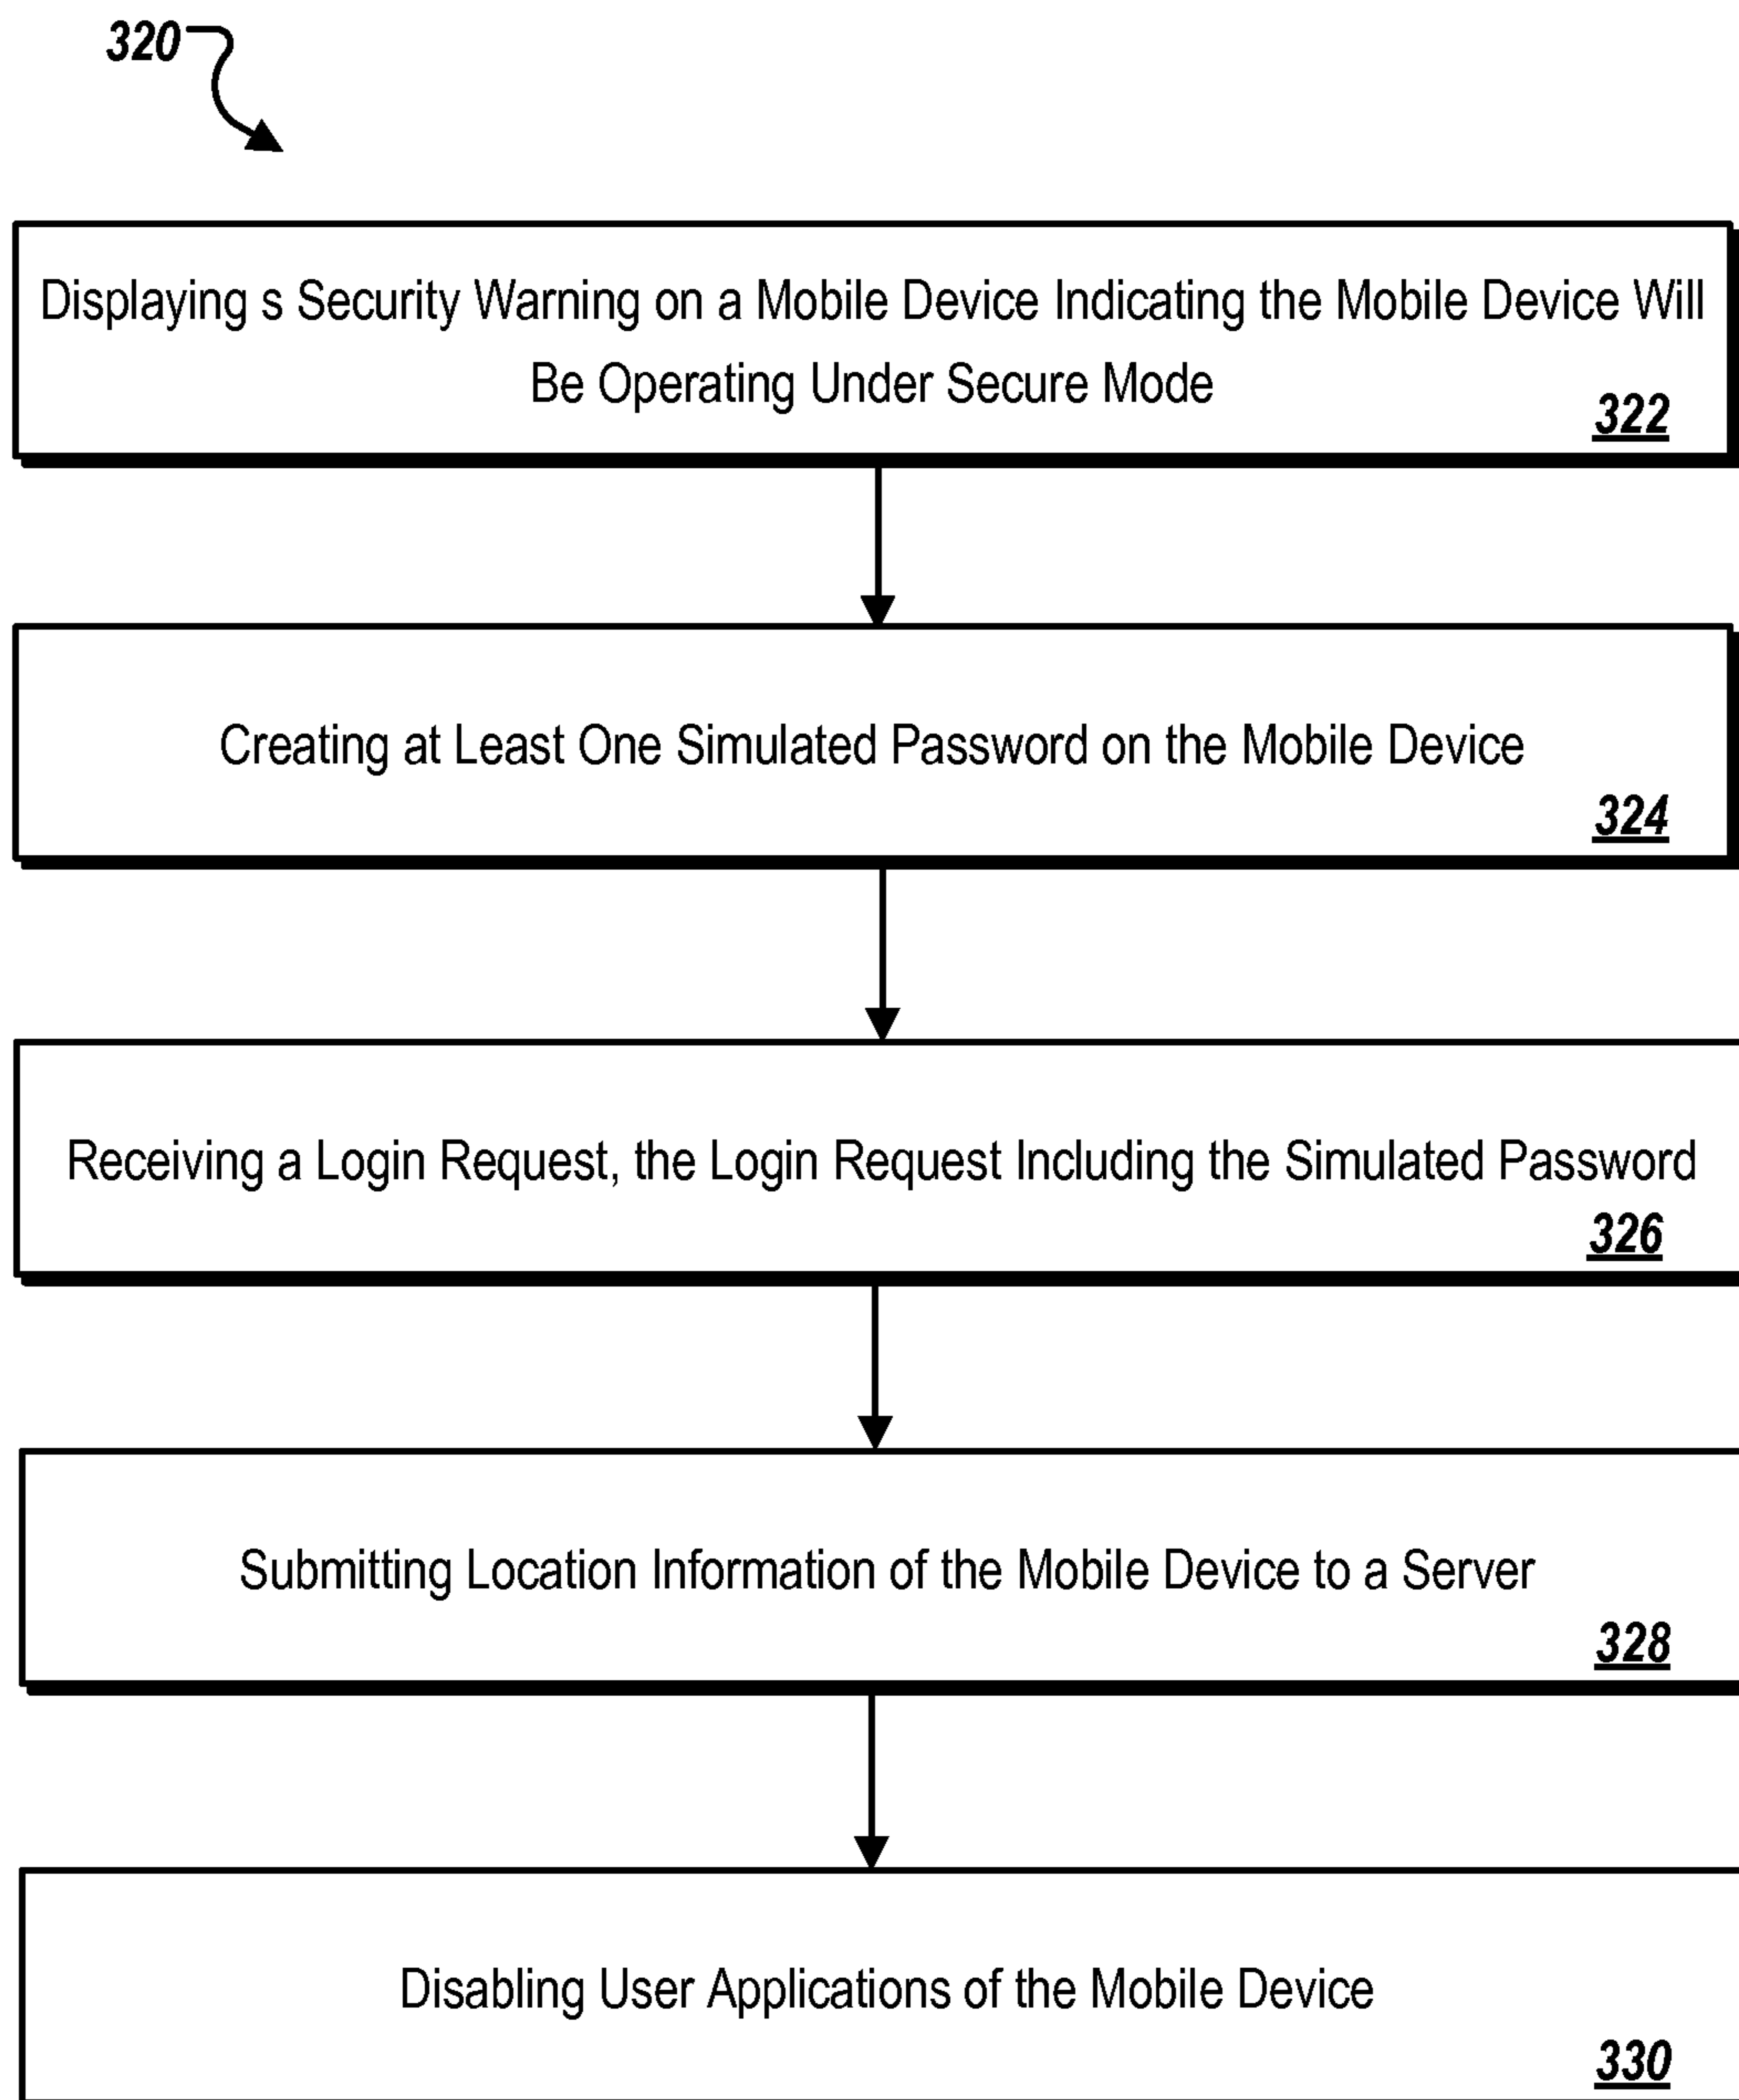 320
Displaying s Security Warning on a Mobile Device Indicating the Mobile Device Will
Be Operating Under Secure Mode
322
Creating at Least One Simulated Password on the Mobile Device
324
Receiving a Login Request, the Login Request Including the Simulated Password
326
Submitting Location Information of the Mobile Device to a Server
328
Disabling User Applications of the Mobile Device
330